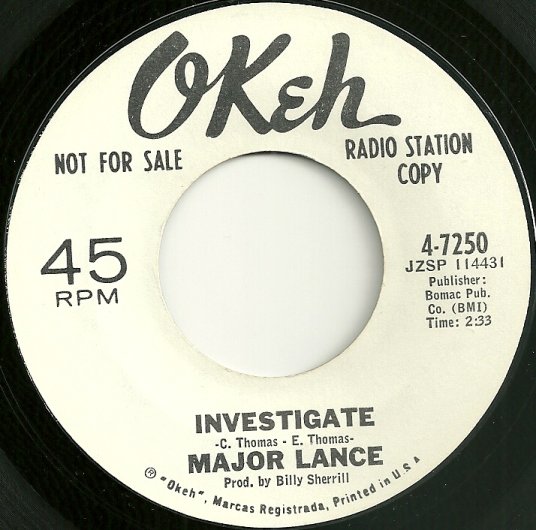 OKeh
NOT FOR SALE
RADIO STATION
COPY
45
RPM
4-7250
JZSP 114431
Publisher:
Bomac Pub.
Co. (BMI)
Time: 2:33
INVESTIGATE
-C. Thomas - E. Thomas-
MAJOR LANCE
Prod. by Billy Sherrill
℗ "Okeh", Marcas Registrada, Printed in U.S.A